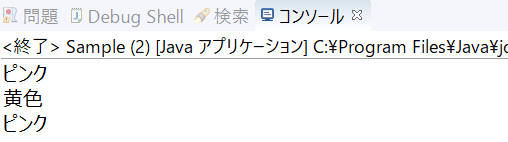 問題 Debug Shell 検索 コンソール
<終了> Sample (2) [Java アプリケーション] C:¥Program Files¥Java¥jd
ピンク
黄色
ピンク